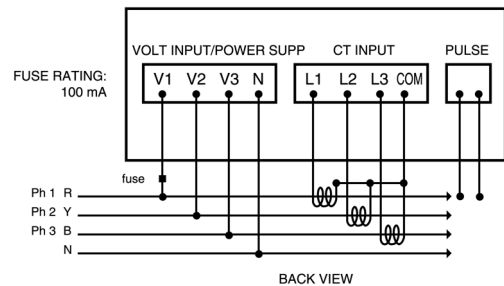 VOLT INPUT/POWER SUPP CT INPUT PULSE
V1 V2 V3 N L1 L2 L3 COM
FUSE RATING:
100 mA
fuse
Ph 1 R
Ph 2 Y
Ph 3 B
N
BACK VIEW